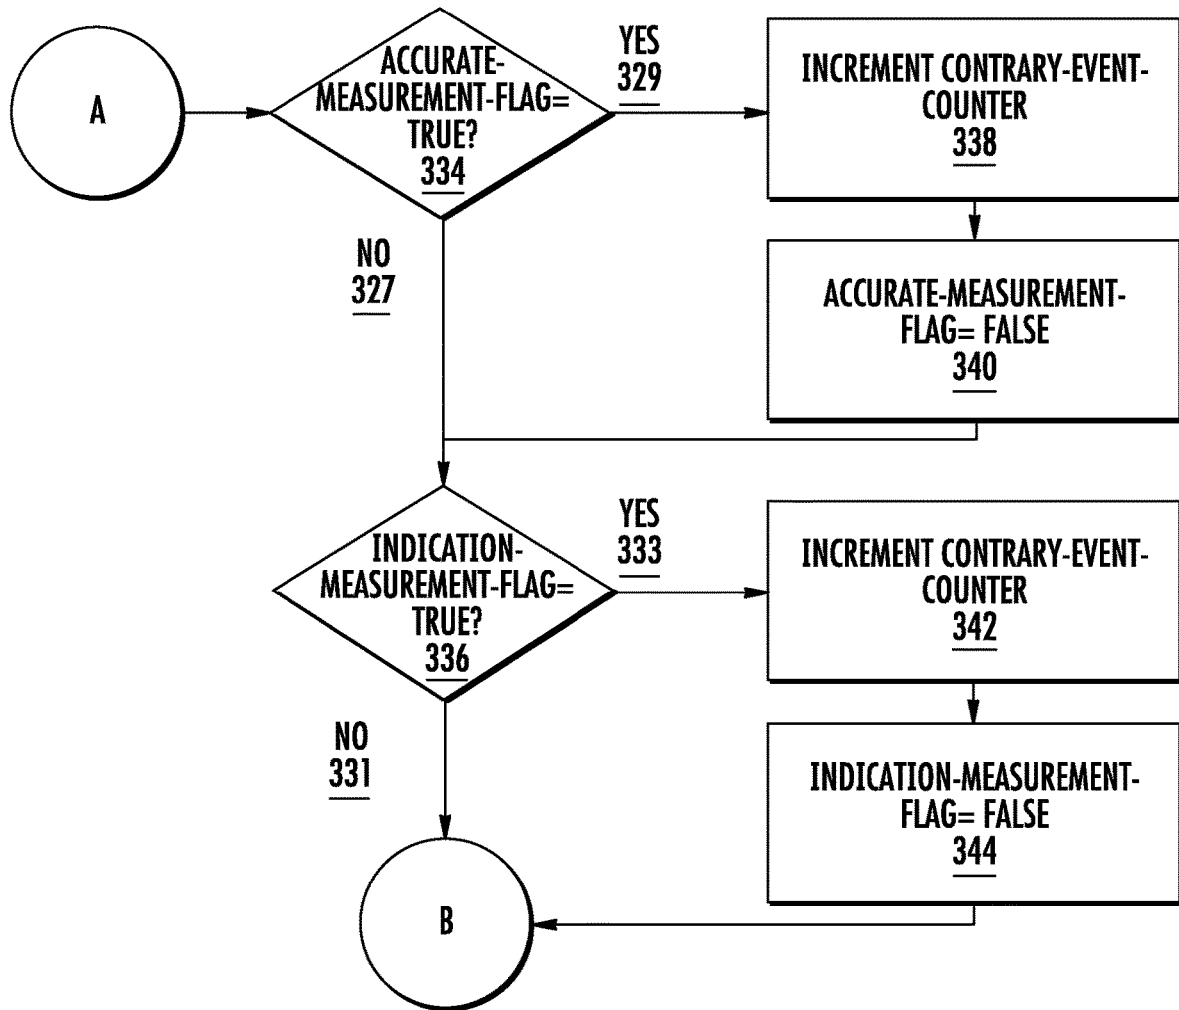 A
ACCURATE-
MEASUREMENT-FLAG=
TRUE?
334
YES
329
INCREMENT CONTRARY-EVENT-
COUNTER
338
NO
327
ACCURATE-MEASUREMENT-
FLAG= FALSE
340
INDICATION-
MEASUREMENT-FLAG=
TRUE?
336
YES
333
INCREMENT CONTRARY-EVENT-
COUNTER
342
NO
331
INDICATION-MEASUREMENT-
FLAG= FALSE
344
B